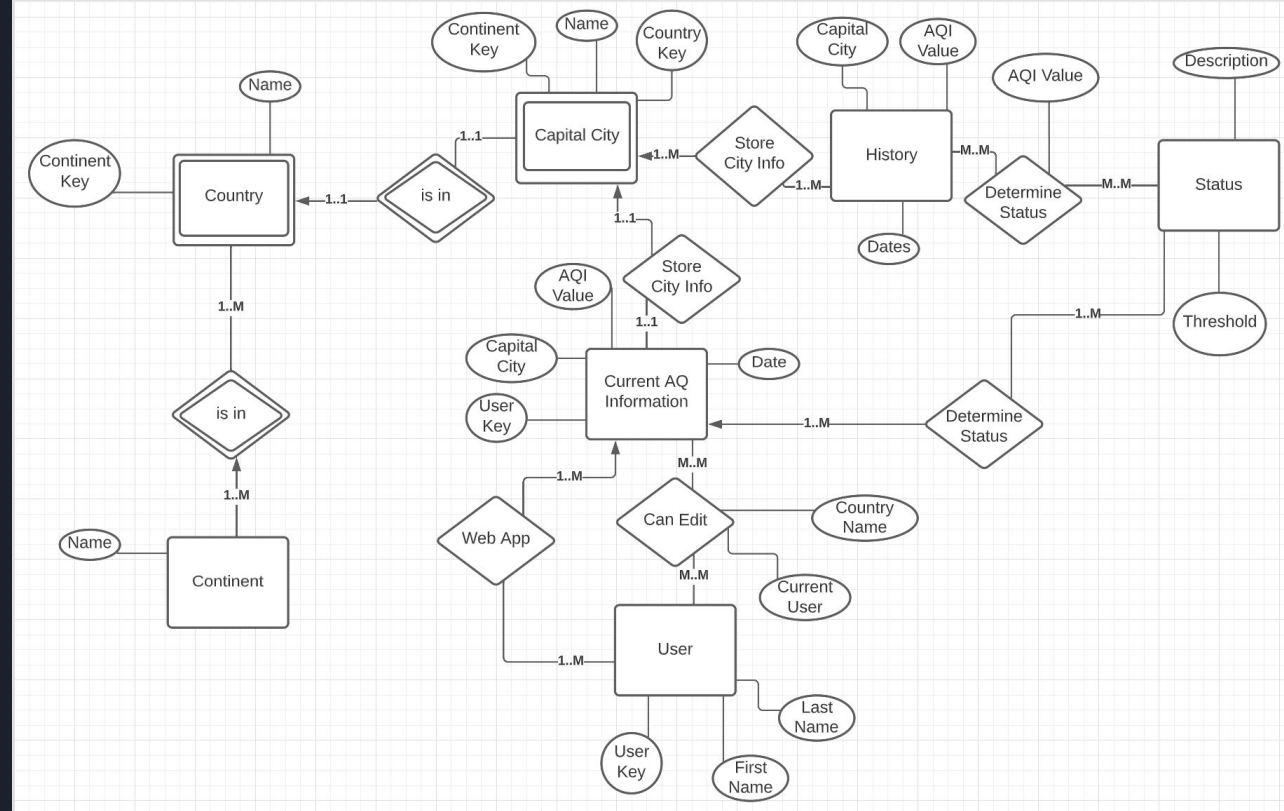 Continent
Key
Name
Country
Key
Capital
City
AQI
Value
Description
AQI Value
Name
Capital City
1..1
Store
City Info
1..M
1..M
History
M..M
Determine
Status
M..M
Status
Continent
Key
Country
1..1
is in
Dates
1..1
Store
City Info
AQI
Value
1..M
1..1
1..M
Threshold
Capital
City
Current AQ
Information
Date
User
Key
is in
1..M
Determine
Status
M..M
1..M
1..M
Can Edit
Country
Name
Web App
Name
Continent
M..M
Current
User
User
1..M
Last
Name
User
Key
First
Name